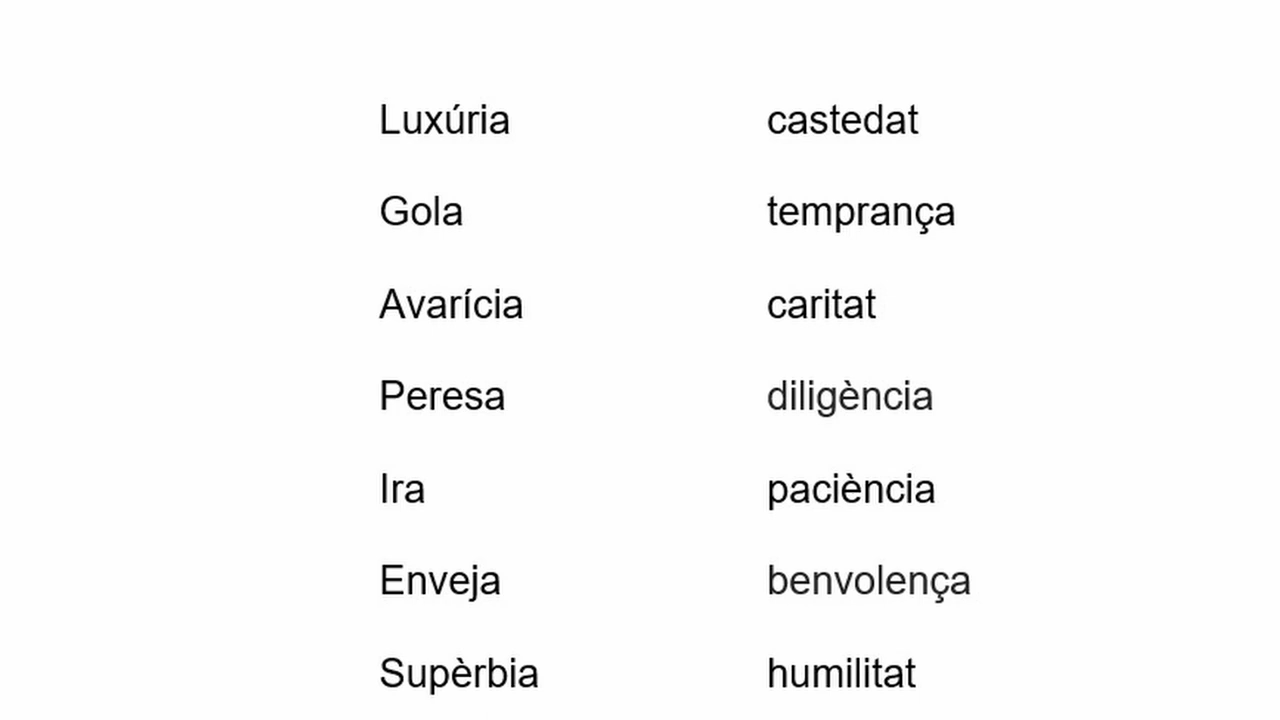 Luxúria castedat
Gola temprança
Avarícia caritat
Peresa diligència
Ira paciència
Enveja benvolença
Supèrbia humilitat